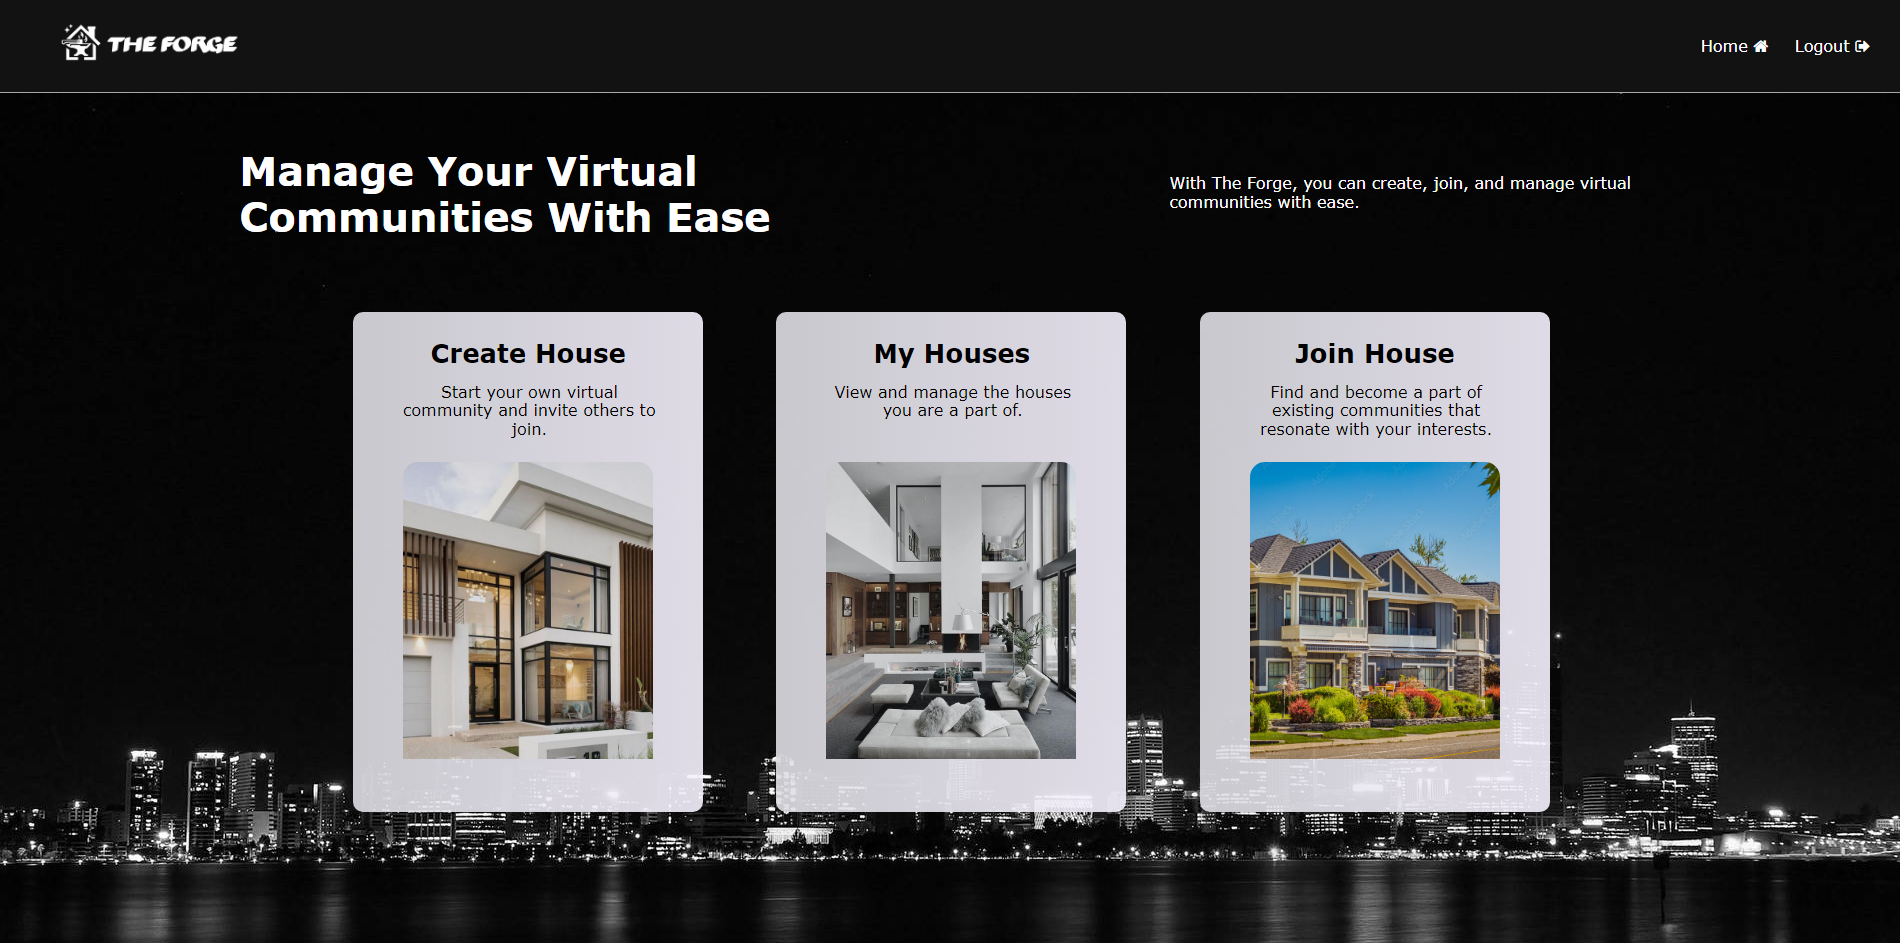 THE FORGE
Home
Logout
Manage Your Virtual
Communities With Ease
With The Forge, you can create, join, and manage virtual
communities with ease.
Create House
Start your own virtual
community and invite others to
join.
My Houses
View and manage the houses
you are a part of.
Join House
Find and become a part of
existing communities that
resonate with your interests.